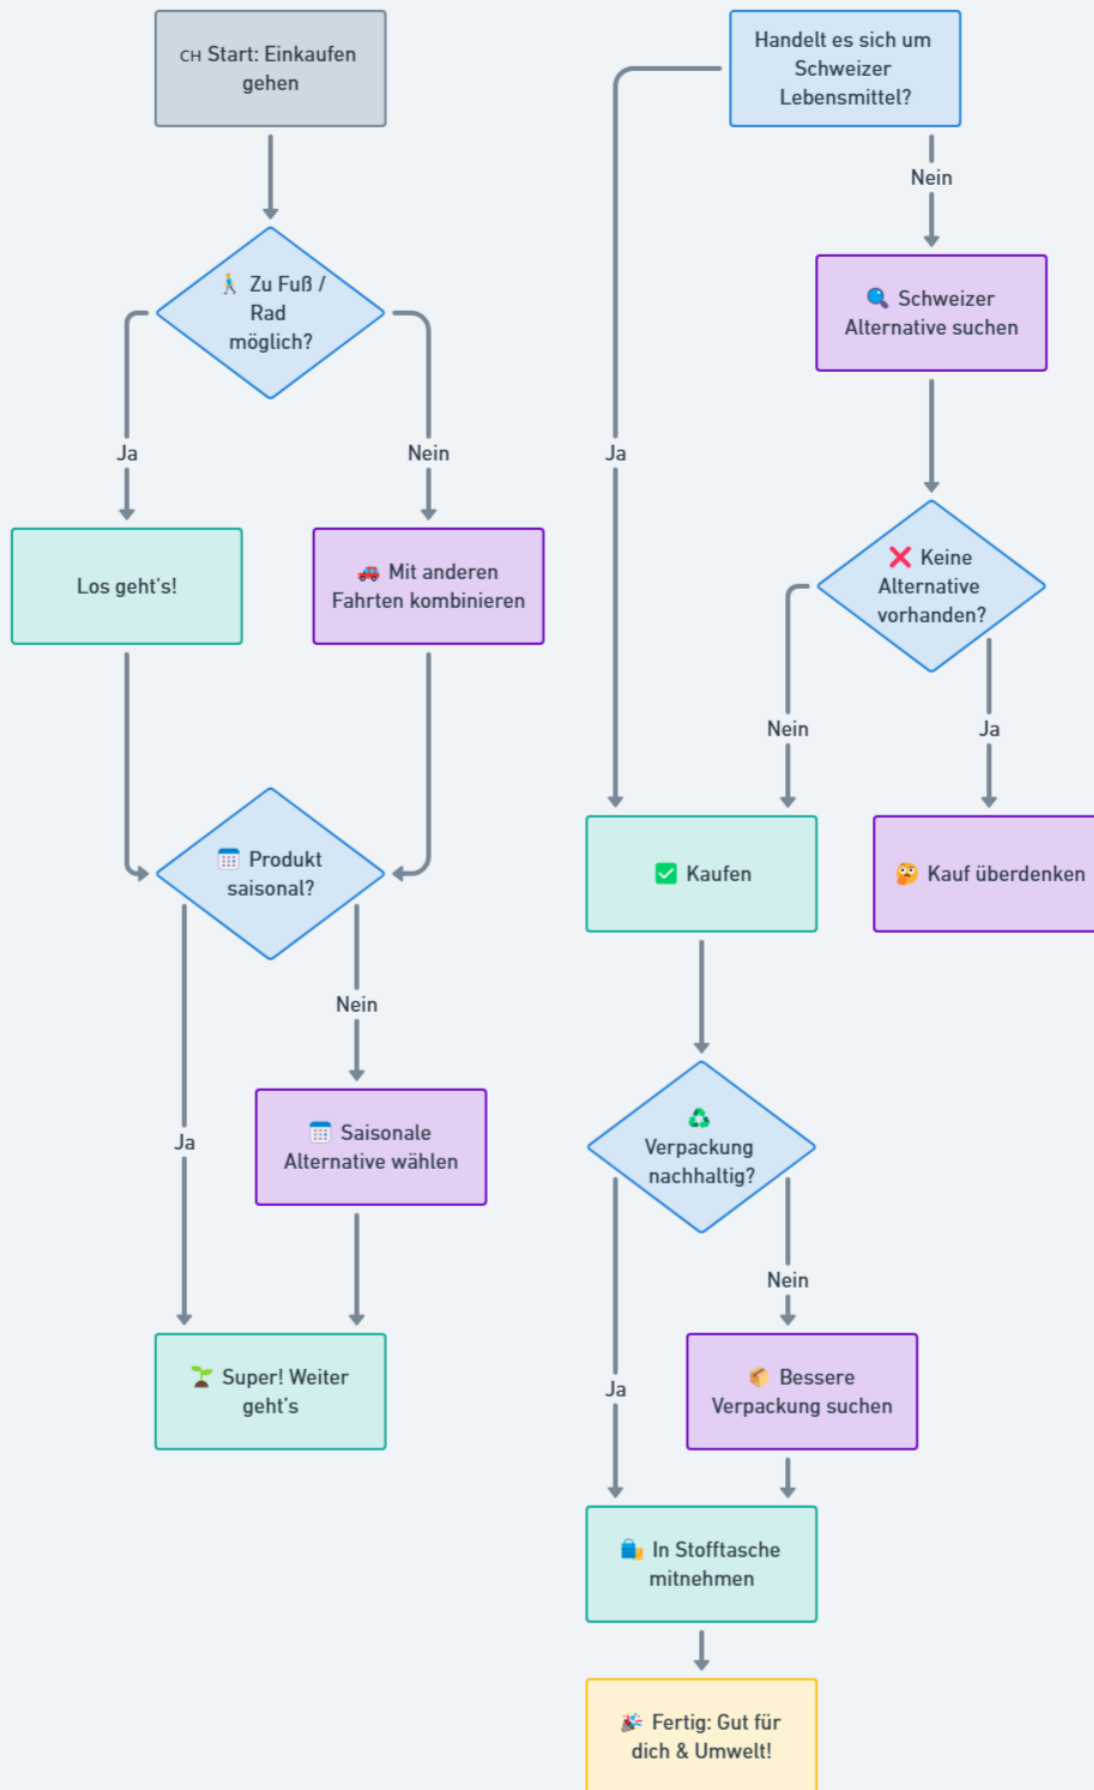 CH Start: Einkaufen
gehen
🚶 Zu Fuß /
Rad
möglich?
Ja
Nein
Los geht's!
🚗 Mit anderen
Fahrten kombinieren
📅 Produkt
saisonal?
Nein
Ja
📅 Saisonale
Alternative wählen
🌱 Super! Weiter
geht's
Handelt es sich um
Schweizer
Lebensmittel?
Nein
Ja
🔍 Schweizer
Alternative suchen
❌ Keine
Alternative
vorhanden?
Nein
Ja
✅ Kaufen
🤔 Kauf überdenken
♻️
Verpackung
nachhaltig?
Nein
Ja
📦 Bessere
Verpackung suchen
🛍️ In Stofftasche
mitnehmen
🎉 Fertig: Gut für
dich & Umwelt!